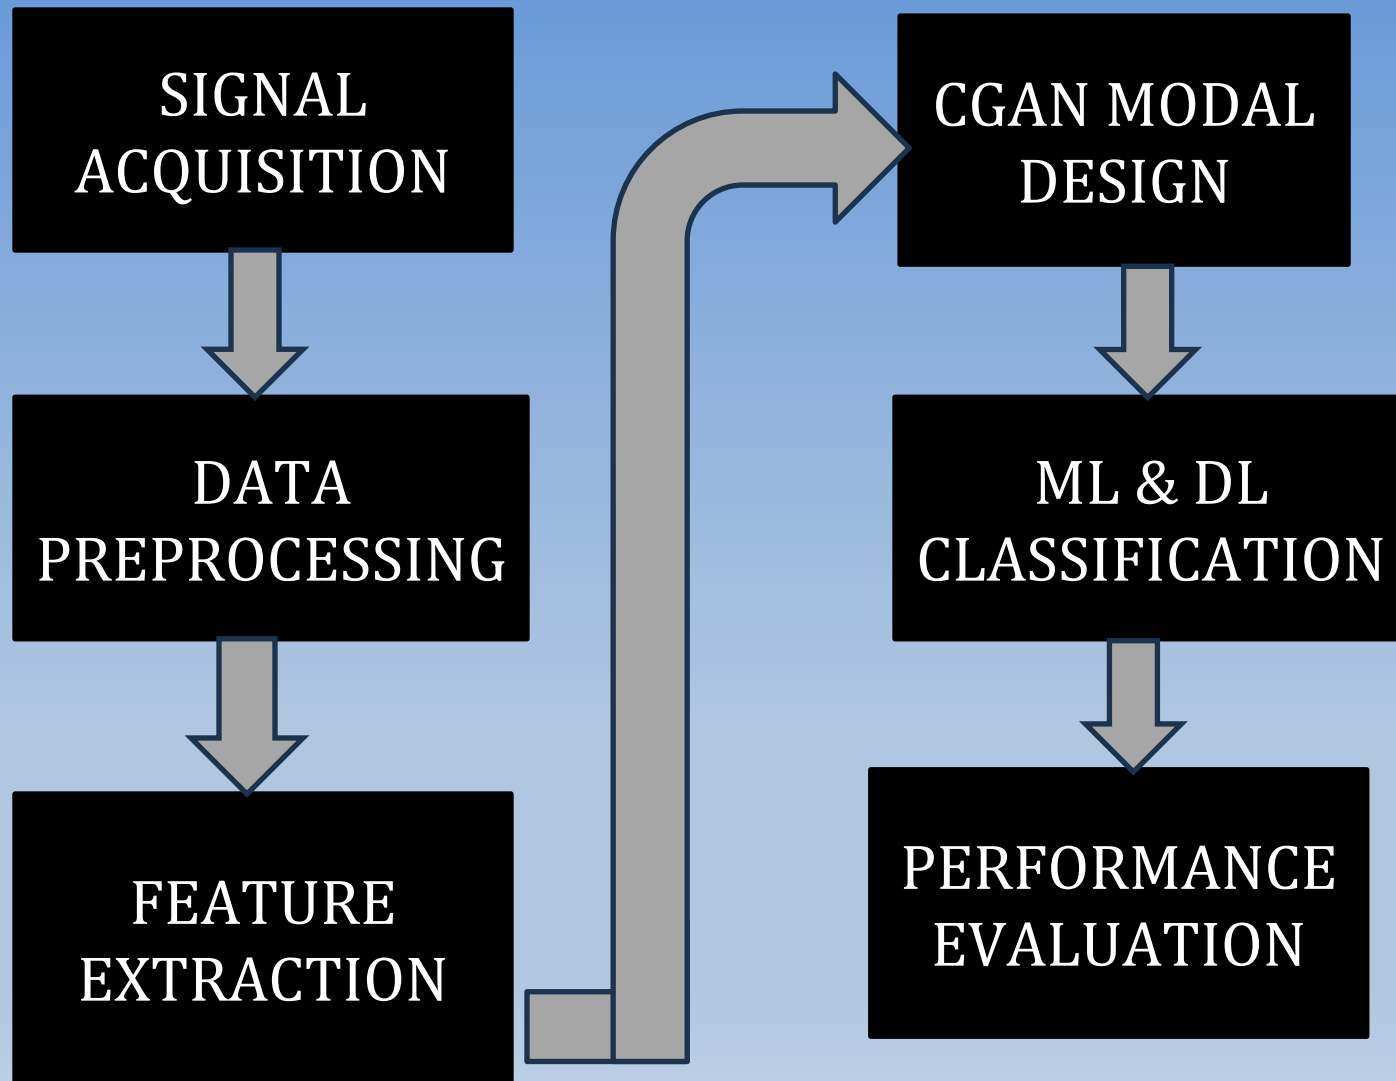 SIGNAL
ACQUISITION
DATA
PREPROCESSING
FEATURE
EXTRACTION
CGAN MODAL
DESIGN
ML & DL
CLASSIFICATION
PERFORMANCE
EVALUATION